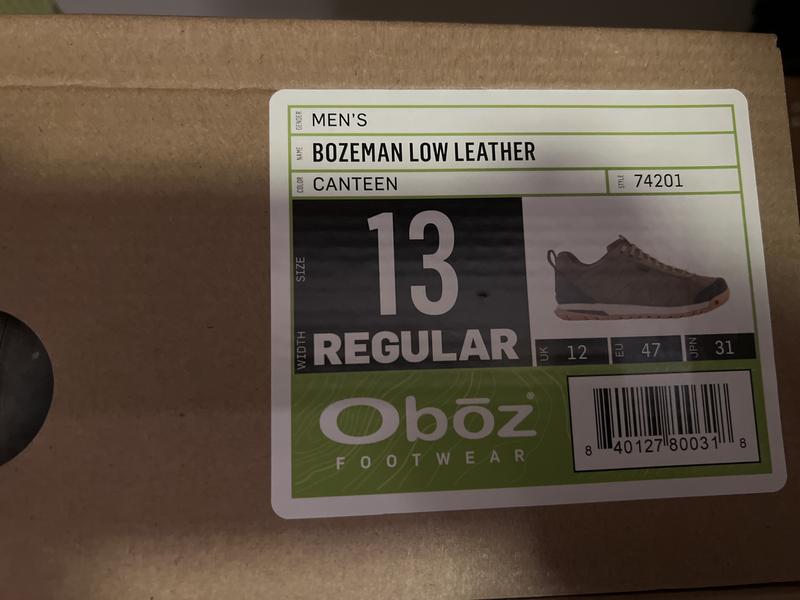 GENDER MEN'S
NAME BOZEMAN LOW LEATHER
COLOR CANTEEN STYLE 74201
SIZE 13
WIDTH REGULAR
UK 12 EU 47 JPN 31
Obōz®
FOOTWEAR
8 40127 80031 8